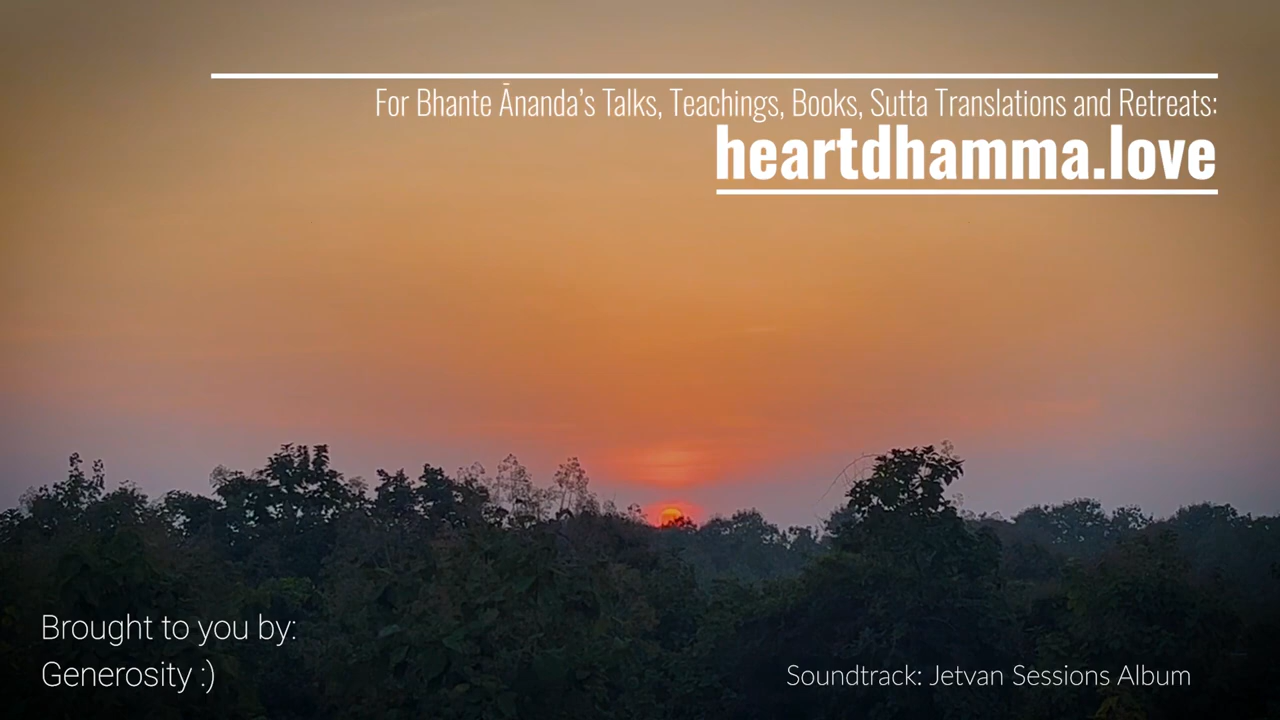 For Bhante Ānanda’s Talks, Teachings, Books, Sutta Translations and Retreats:
heartdhamma.love
Brought to you by:
Generosity :)
Soundtrack: Jetvan Sessions Album